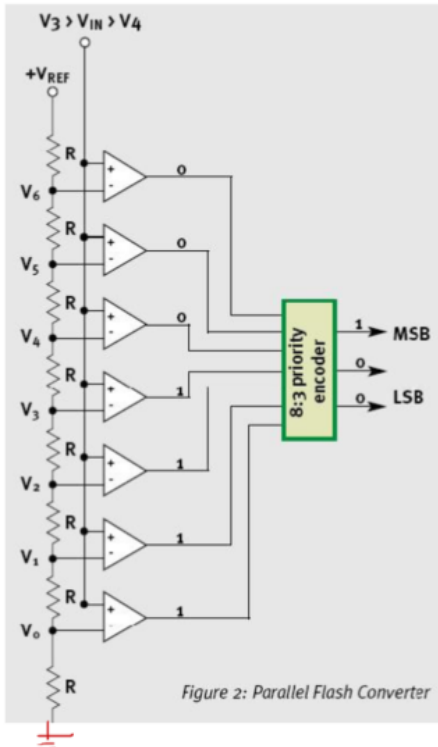 V3 > VIN > V4
+VREF
R
V6
0
R
V5
0
R
V4
0
R
V3
1
8:3 priority
encoder
1
MSB
0
0
LSB
R
V2
1
R
V1
1
R
V0
1
R
+
-
+
-
+
-
+
-
+
-
+
-
+
-
Figure 2: Parallel Flash Converter